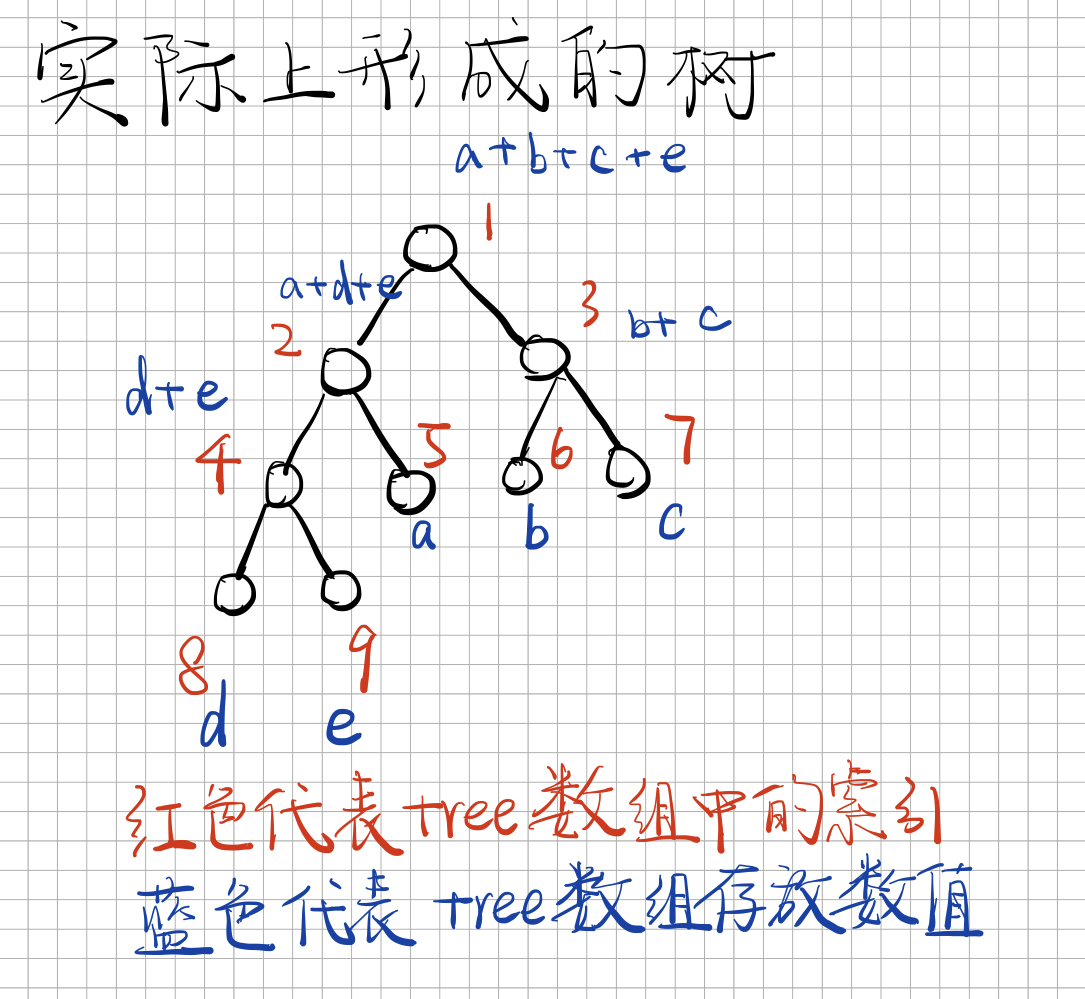 实际上形成的树
a+b+c+e
1
a+d+e
3
b+c
2
d+e
4
5
6
7
a
b
c
8
9
d
e
红色代表tree数组中的索引
蓝色代表tree数组存放数值